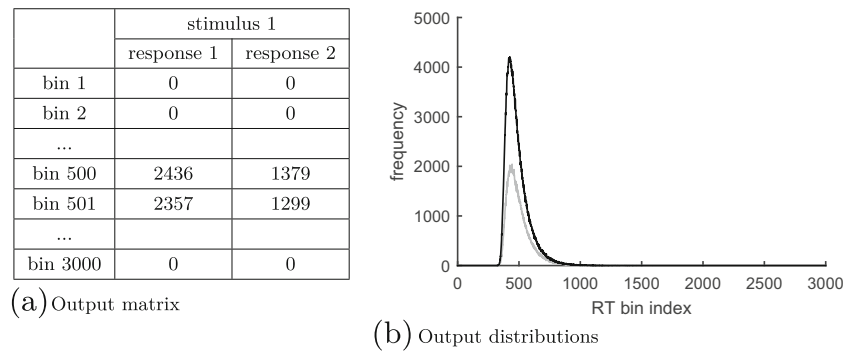 stimulus 1
response 1 response 2
bin 1 0 0
bin 2 0 0
...
bin 500 2436 1379
bin 501 2357 1299
...
bin 3000 0 0
(a) Output matrix
5000
4000
3000
2000
1000
0
frequency
0 500 1000 1500 2000 2500 3000
RT bin index
(b) Output distributions